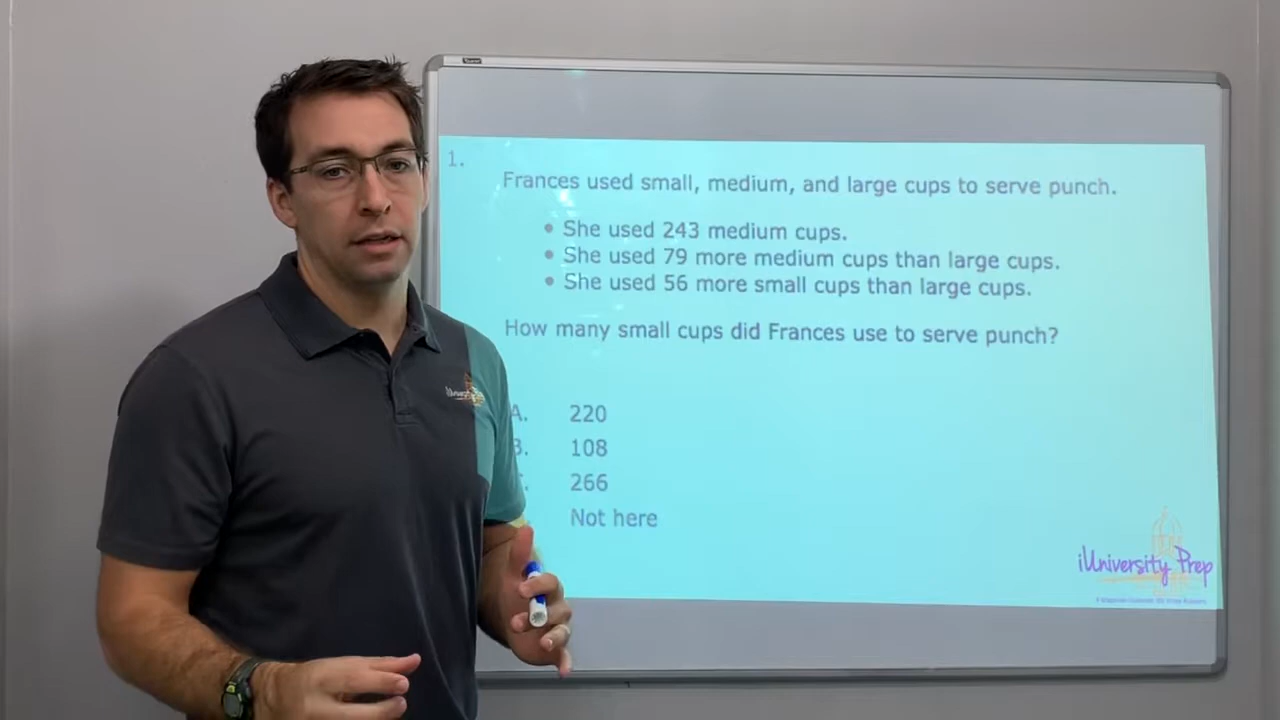 1.
Frances used small, medium, and large cups to serve punch.
• She used 243 medium cups.
• She used 79 more medium cups than large cups.
• She used 56 more small cups than large cups.
How many small cups did Frances use to serve punch?
A. 220
B. 108
266
Not here
iUniversity Prep